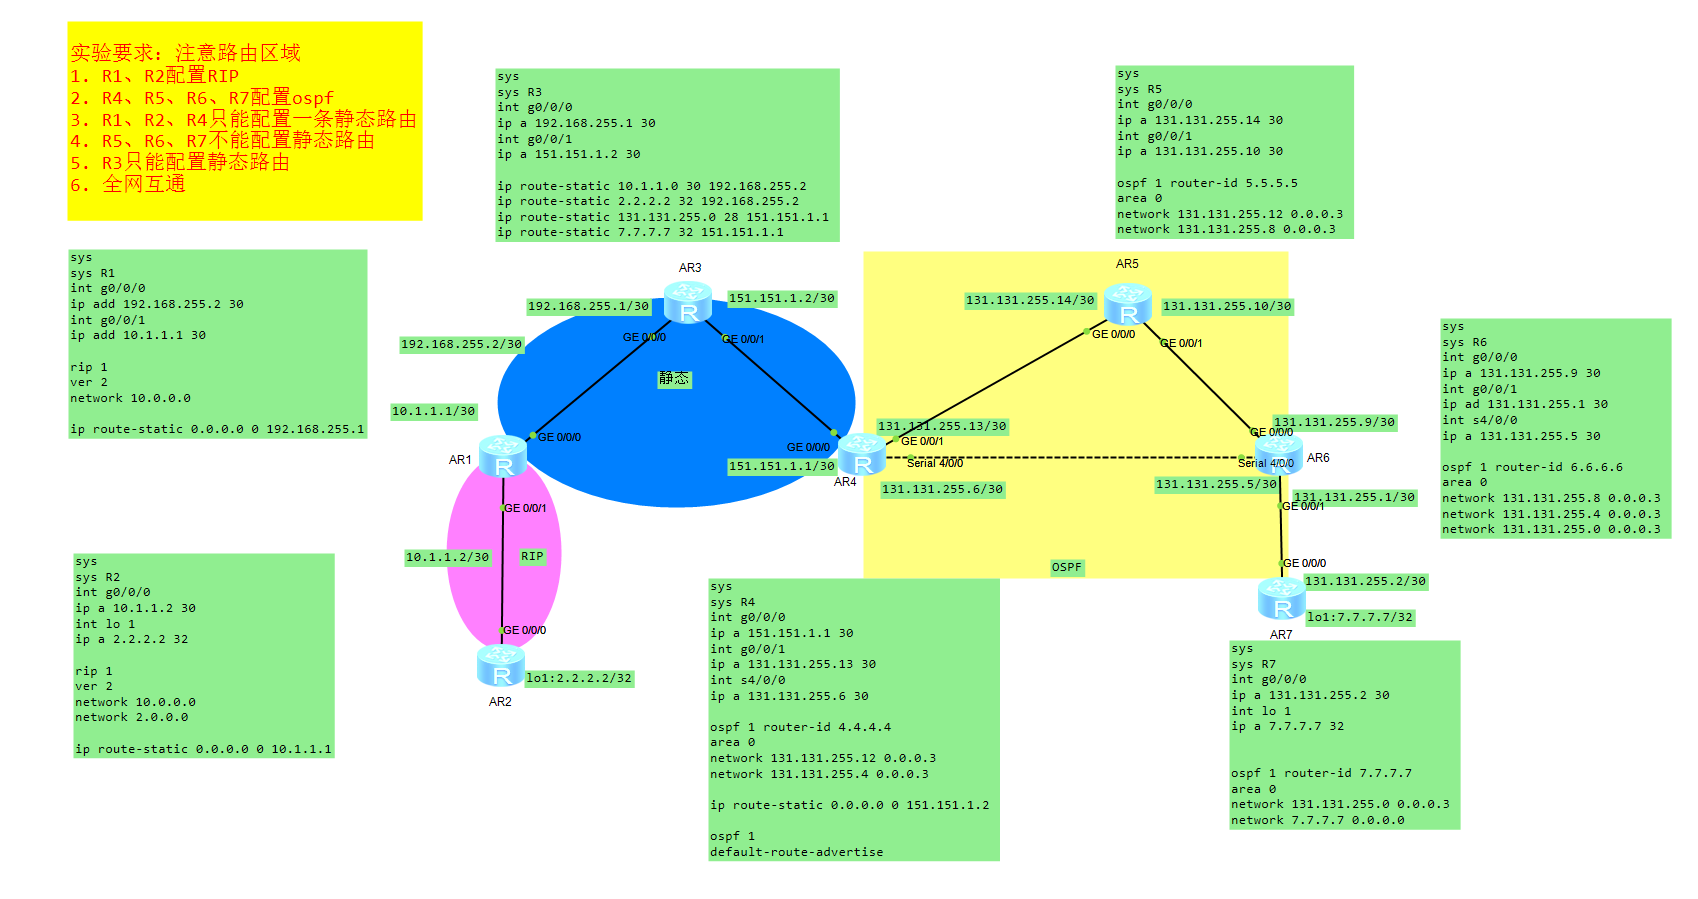 实验要求：注意路由区域
1. R1、R2配置RIP
2. R4、R5、R6、R7配置ospf
3. R1、R2、R4只能配置一条静态路由
4. R5、R6、R7不能配置静态路由
5. R3只能配置静态路由
6. 全网互通
sys
sys R3
int g0/0/0
ip a 192.168.255.1 30
int g0/0/1
ip a 151.151.1.2 30
ip route-static 10.1.1.0 30 192.168.255.2
ip route-static 2.2.2.2 32 192.168.255.2
ip route-static 131.131.255.0 28 151.151.1.1
ip route-static 7.7.7.7 32 151.151.1.1
sys
sys R5
int g0/0/0
ip a 131.131.255.14 30
int g0/0/1
ip a 131.131.255.10 30
ospf 1 router-id 5.5.5.5
area 0
network 131.131.255.12 0.0.0.3
network 131.131.255.8 0.0.0.3
sys
sys R1
int g0/0/0
ip add 192.168.255.2 30
int g0/0/1
ip add 10.1.1.1 30
rip 1
ver 2
network 10.0.0.0
ip route-static 0.0.0.0 0 192.168.255.1
AR3
192.168.255.1/30
151.151.1.2/30
GE 0/0/0
GE 0/0/1
192.168.255.2/30
静态
10.1.1.1/30
GE 0/0/0
GE 0/0/0
AR1
151.151.1.1/30
AR4
AR5
131.131.255.14/30
131.131.255.10/30
GE 0/0/0
GE 0/0/1
131.131.255.13/30
GE 0/0/1
Serial 4/0/0
131.131.255.6/30
131.131.255.9/30
GE 0/0/0
Serial 4/0/0
AR6
131.131.255.5/30
131.131.255.1/30
GE 0/0/1
sys
sys R6
int g0/0/0
ip a 131.131.255.9 30
int g0/0/1
ip ad 131.131.255.1 30
int s4/0/0
ip a 131.131.255.5 30
ospf 1 router-id 6.6.6.6
area 0
network 131.131.255.8 0.0.0.3
network 131.131.255.4 0.0.0.3
network 131.131.255.0 0.0.0.3
GE 0/0/1
10.1.1.2/30
RIP
GE 0/0/0
lo1:2.2.2.2/32
AR2
OSPF
GE 0/0/0
131.131.255.2/30
lo1:7.7.7.7/32
AR7
sys
sys R2
int g0/0/0
ip a 10.1.1.2 30
int lo 1
ip a 2.2.2.2 32
rip 1
ver 2
network 10.0.0.0
network 2.0.0.0
ip route-static 0.0.0.0 0 10.1.1.1
sys
sys R4
int g0/0/0
ip a 151.151.1.1 30
int g0/0/1
ip a 131.131.255.13 30
int s4/0/0
ip a 131.131.255.6 30
ospf 1 router-id 4.4.4.4
area 0
network 131.131.255.12 0.0.0.3
network 131.131.255.4 0.0.0.3
ip route-static 0.0.0.0 0 151.151.1.2
ospf 1
default-route-advertise
sys
sys R7
int g0/0/0
ip a 131.131.255.2 30
int lo 1
ip a 7.7.7.7 32
ospf 1 router-id 7.7.7.7
area 0
network 131.131.255.0 0.0.0.3
network 7.7.7.7 0.0.0.0